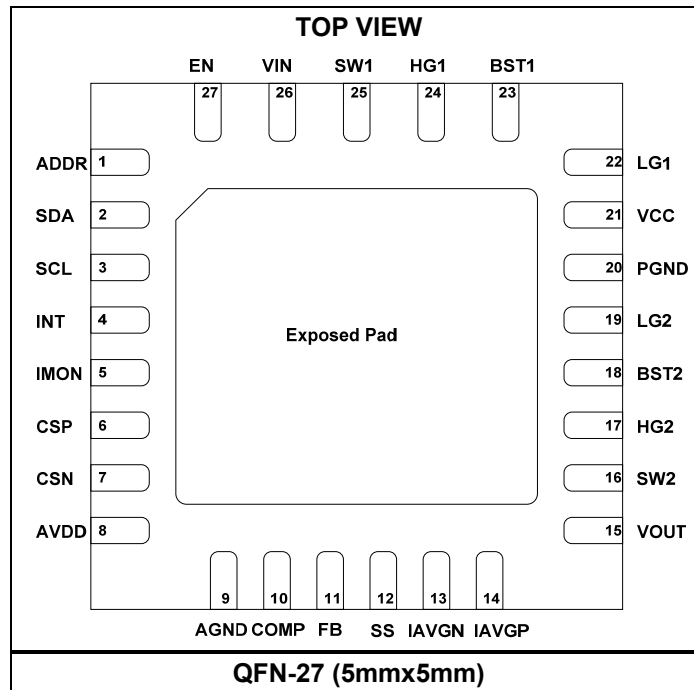 TOP VIEW
EN VIN SW1 HG1 BST1
27 26 25 24 23
ADDR 1 22 LG1
SDA 2 21 VCC
SCL 3 20 PGND
INT 4 19 LG2
Exposed Pad
IMON 5 18 BST2
CSP 6 17 HG2
CSN 7 16 SW2
AVDD 8 15 VOUT
9 10 11 12 13 14
AGND COMP FB SS IAVGN IAVGP
QFN-27 (5mmx5mm)